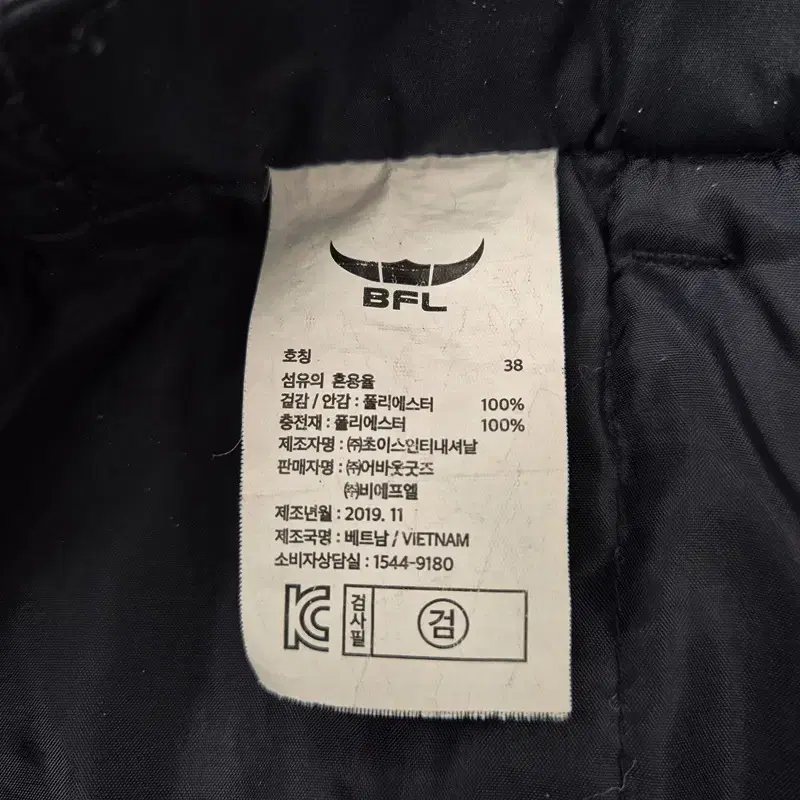 BFL
호칭 38
섬유의 혼용율
겉감 / 안감 : 폴리에스터 100%
충전재 : 폴리에스터 100%
제조자명 : ㈜초이스인터내셔날
판매자명 : ㈜어바웃굿즈
㈜비에프엘
제조년월 : 2019. 11
제조국명 : 베트남 / VIETNAM
소비자상담실 : 1544-9180
KC 검사필 검